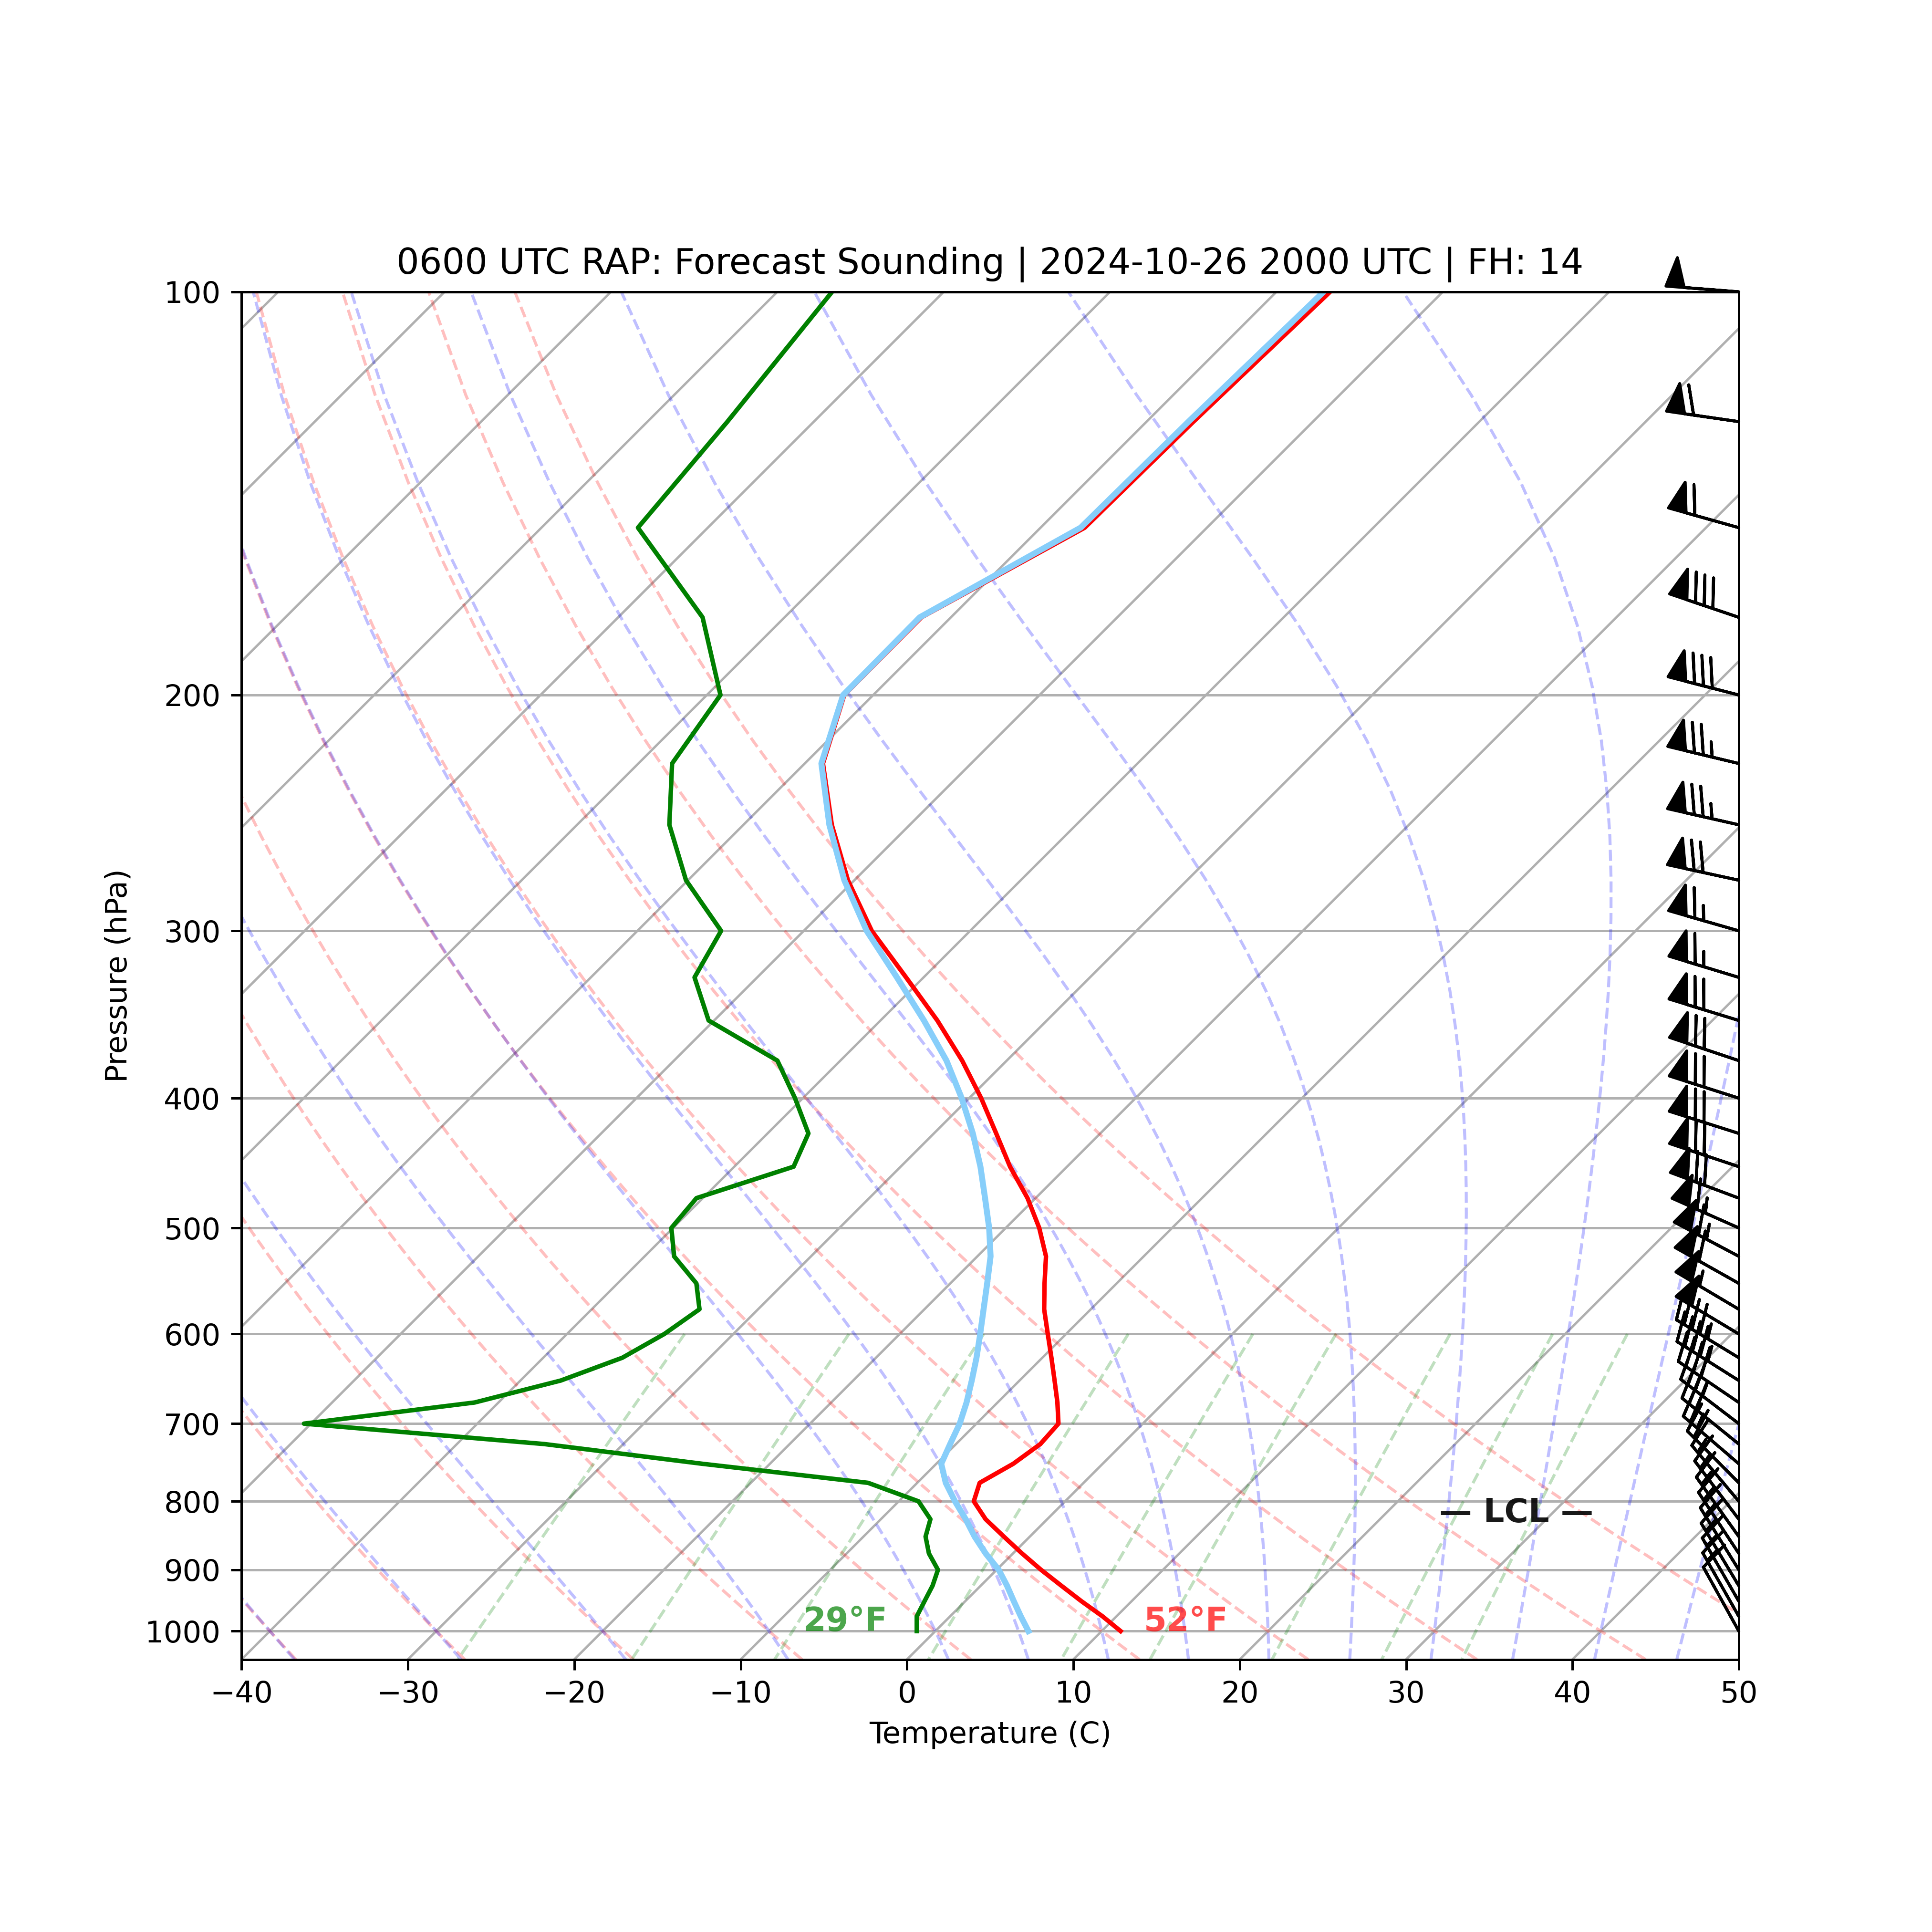 0600 UTC RAP: Forecast Sounding | 2024-10-26 2000 UTC | FH: 14
100
200
300
400
500
600
700
800
900
1000
Pressure (hPa)
— LCL —
29°F
52°F
−40 −30 −20 −10 0 10 20 30 40 50
Temperature (C)